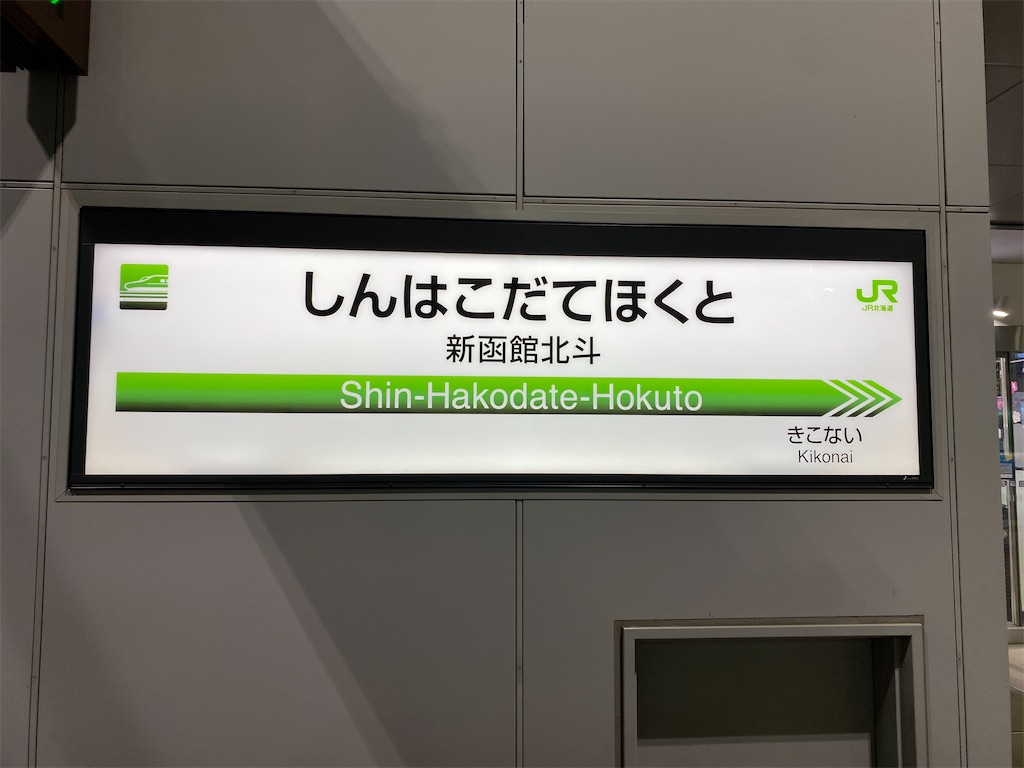 しんはこだてほくと
JR
JR北海道
新函館北斗
Shin-Hakodate-Hokuto
きこない
Kikonai